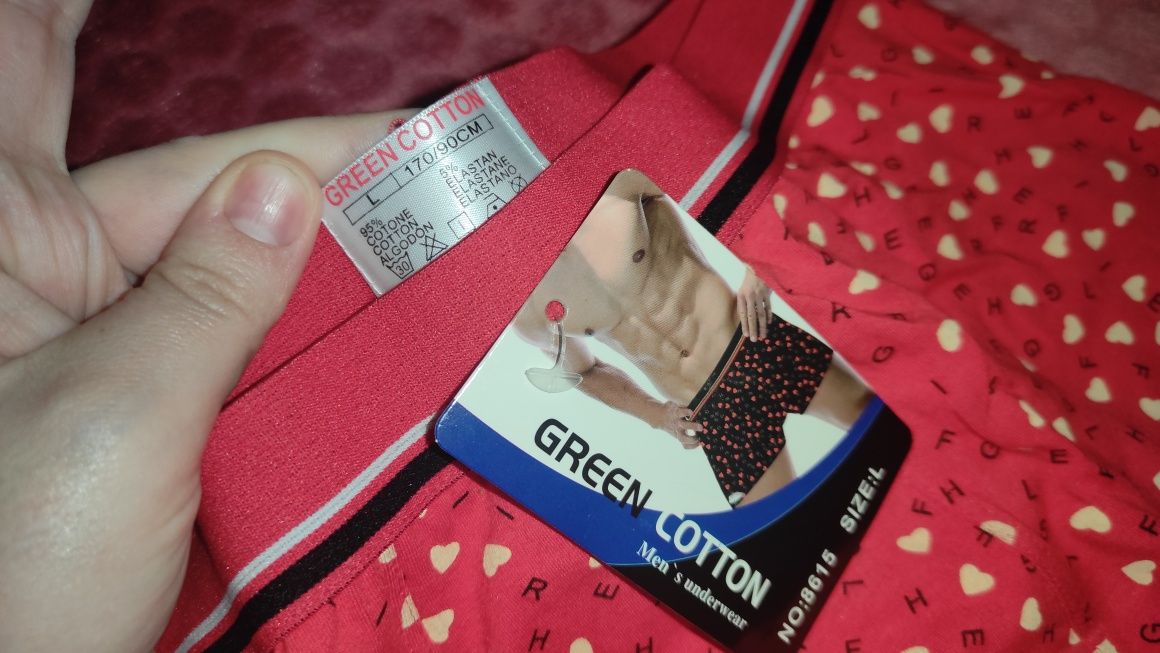 GREEN COTTON
L 170/90CM
95%
COTONE
COTTON
ALGODON
5%
ELASTAN
ELASTANE
ELASTANO
30
GREEN COTTON
Men`s underwear
NO:8615 SIZE:L